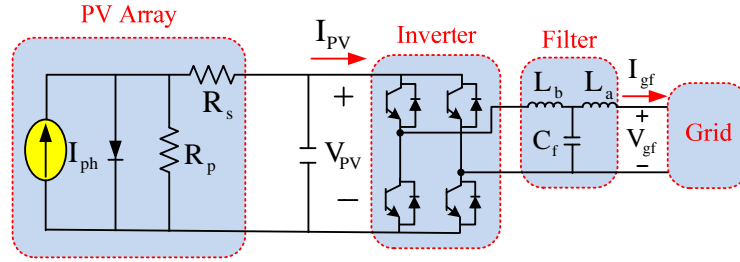 PV Array
I_PV
Inverter
Filter
I_gf
L_b
L_a
R_s
+
+
I_ph
R_p
V_PV
C_f
V_gf
Grid
−
−